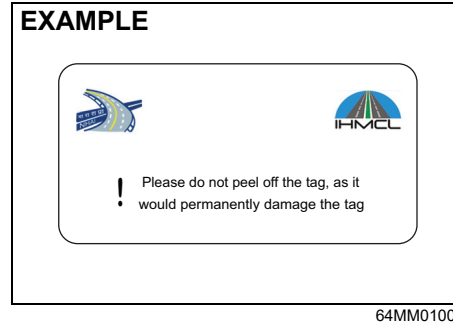 EXAMPLE
IHMCL
! Please do not peel off the tag, as it
would permanently damage the tag
64MM0100